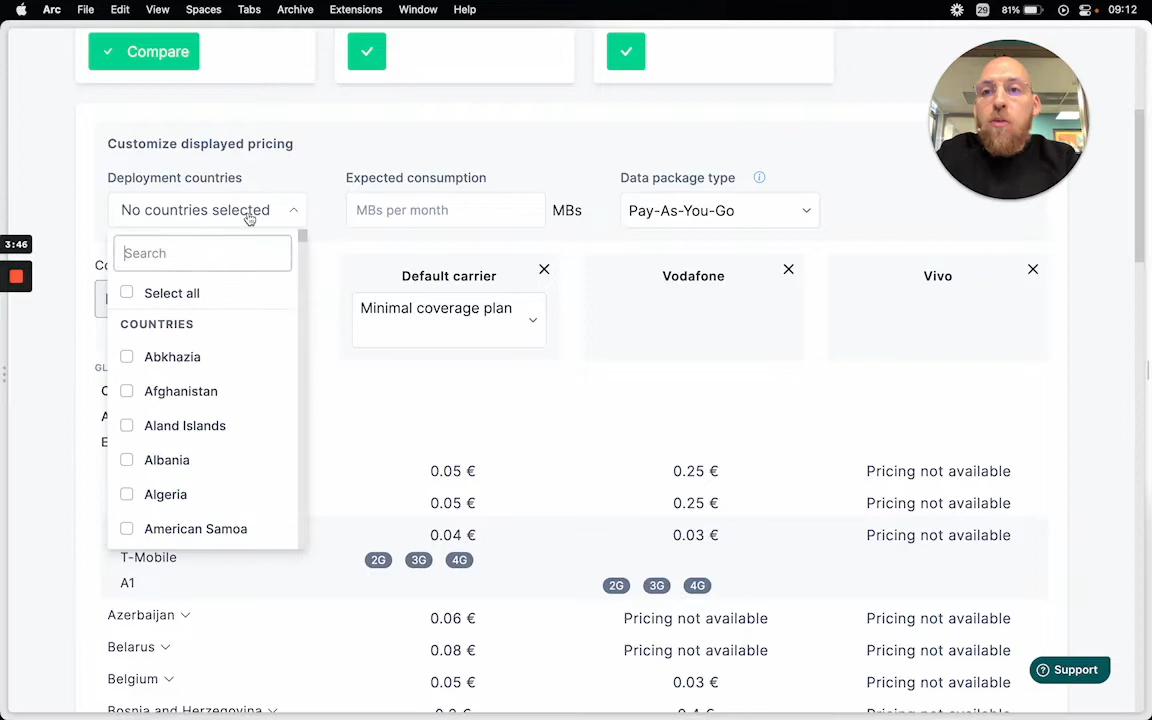 Arc File Edit View Spaces Tabs Archive Extensions Window Help 29 81% 09:12
Compare
Customize displayed pricing
Deployment countries Expected consumption Data package type
No countries selected MBs per month MBs Pay-As-You-Go
3:46
Search
Default carrier Vodafone Vivo
Select all
Minimal coverage plan
COUNTRIES
Abkhazia
Afghanistan
Aland Islands
Albania
0.05 € 0.25 € Pricing not available
Algeria
0.05 € 0.25 € Pricing not available
American Samoa
0.04 € 0.03 € Pricing not available
T-Mobile 2G 3G 4G
A1 2G 3G 4G
Azerbaijan 0.06 € Pricing not available Pricing not available
Belarus 0.08 € Pricing not available Pricing not available
Belgium 0.05 € 0.03 € Pricing not available
Support
Bosnia and Herzegovina